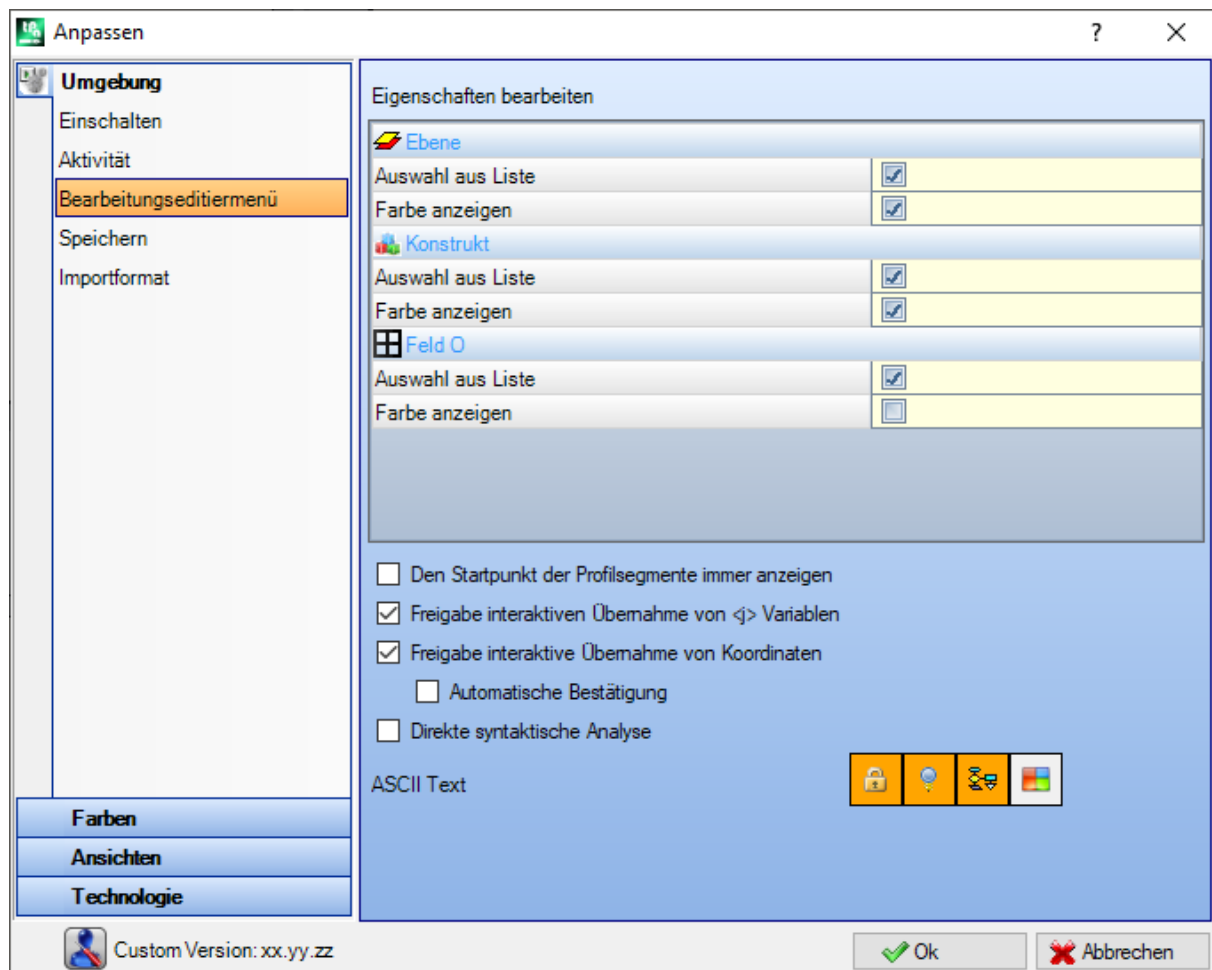 Anpassen
?
Umgebung
Einschalten
Aktivität
Bearbeitungseditiermenü
Speichern
Importformat
Farben
Ansichten
Technologie
Eigenschaften bearbeiten
Ebene
Auswahl aus Liste
Farbe anzeigen
Konstrukt
Auswahl aus Liste
Farbe anzeigen
Feld O
Auswahl aus Liste
Farbe anzeigen
Den Startpunkt der Profilsegmente immer anzeigen
Freigabe interaktiven Übernahme von <j> Variablen
Freigabe interaktive Übernahme von Koordinaten
Automatische Bestätigung
Direkte syntaktische Analyse
ASCII Text
Custom Version: xx.yy.zz
Ok
Abbrechen